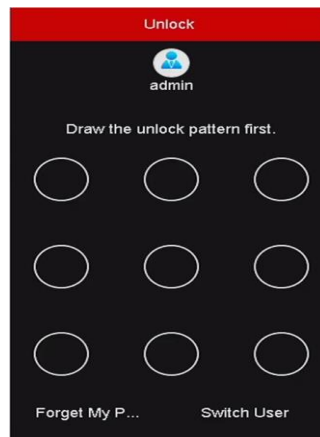 Unlock
admin
Draw the unlock pattern first.
Forget My P...
Switch User